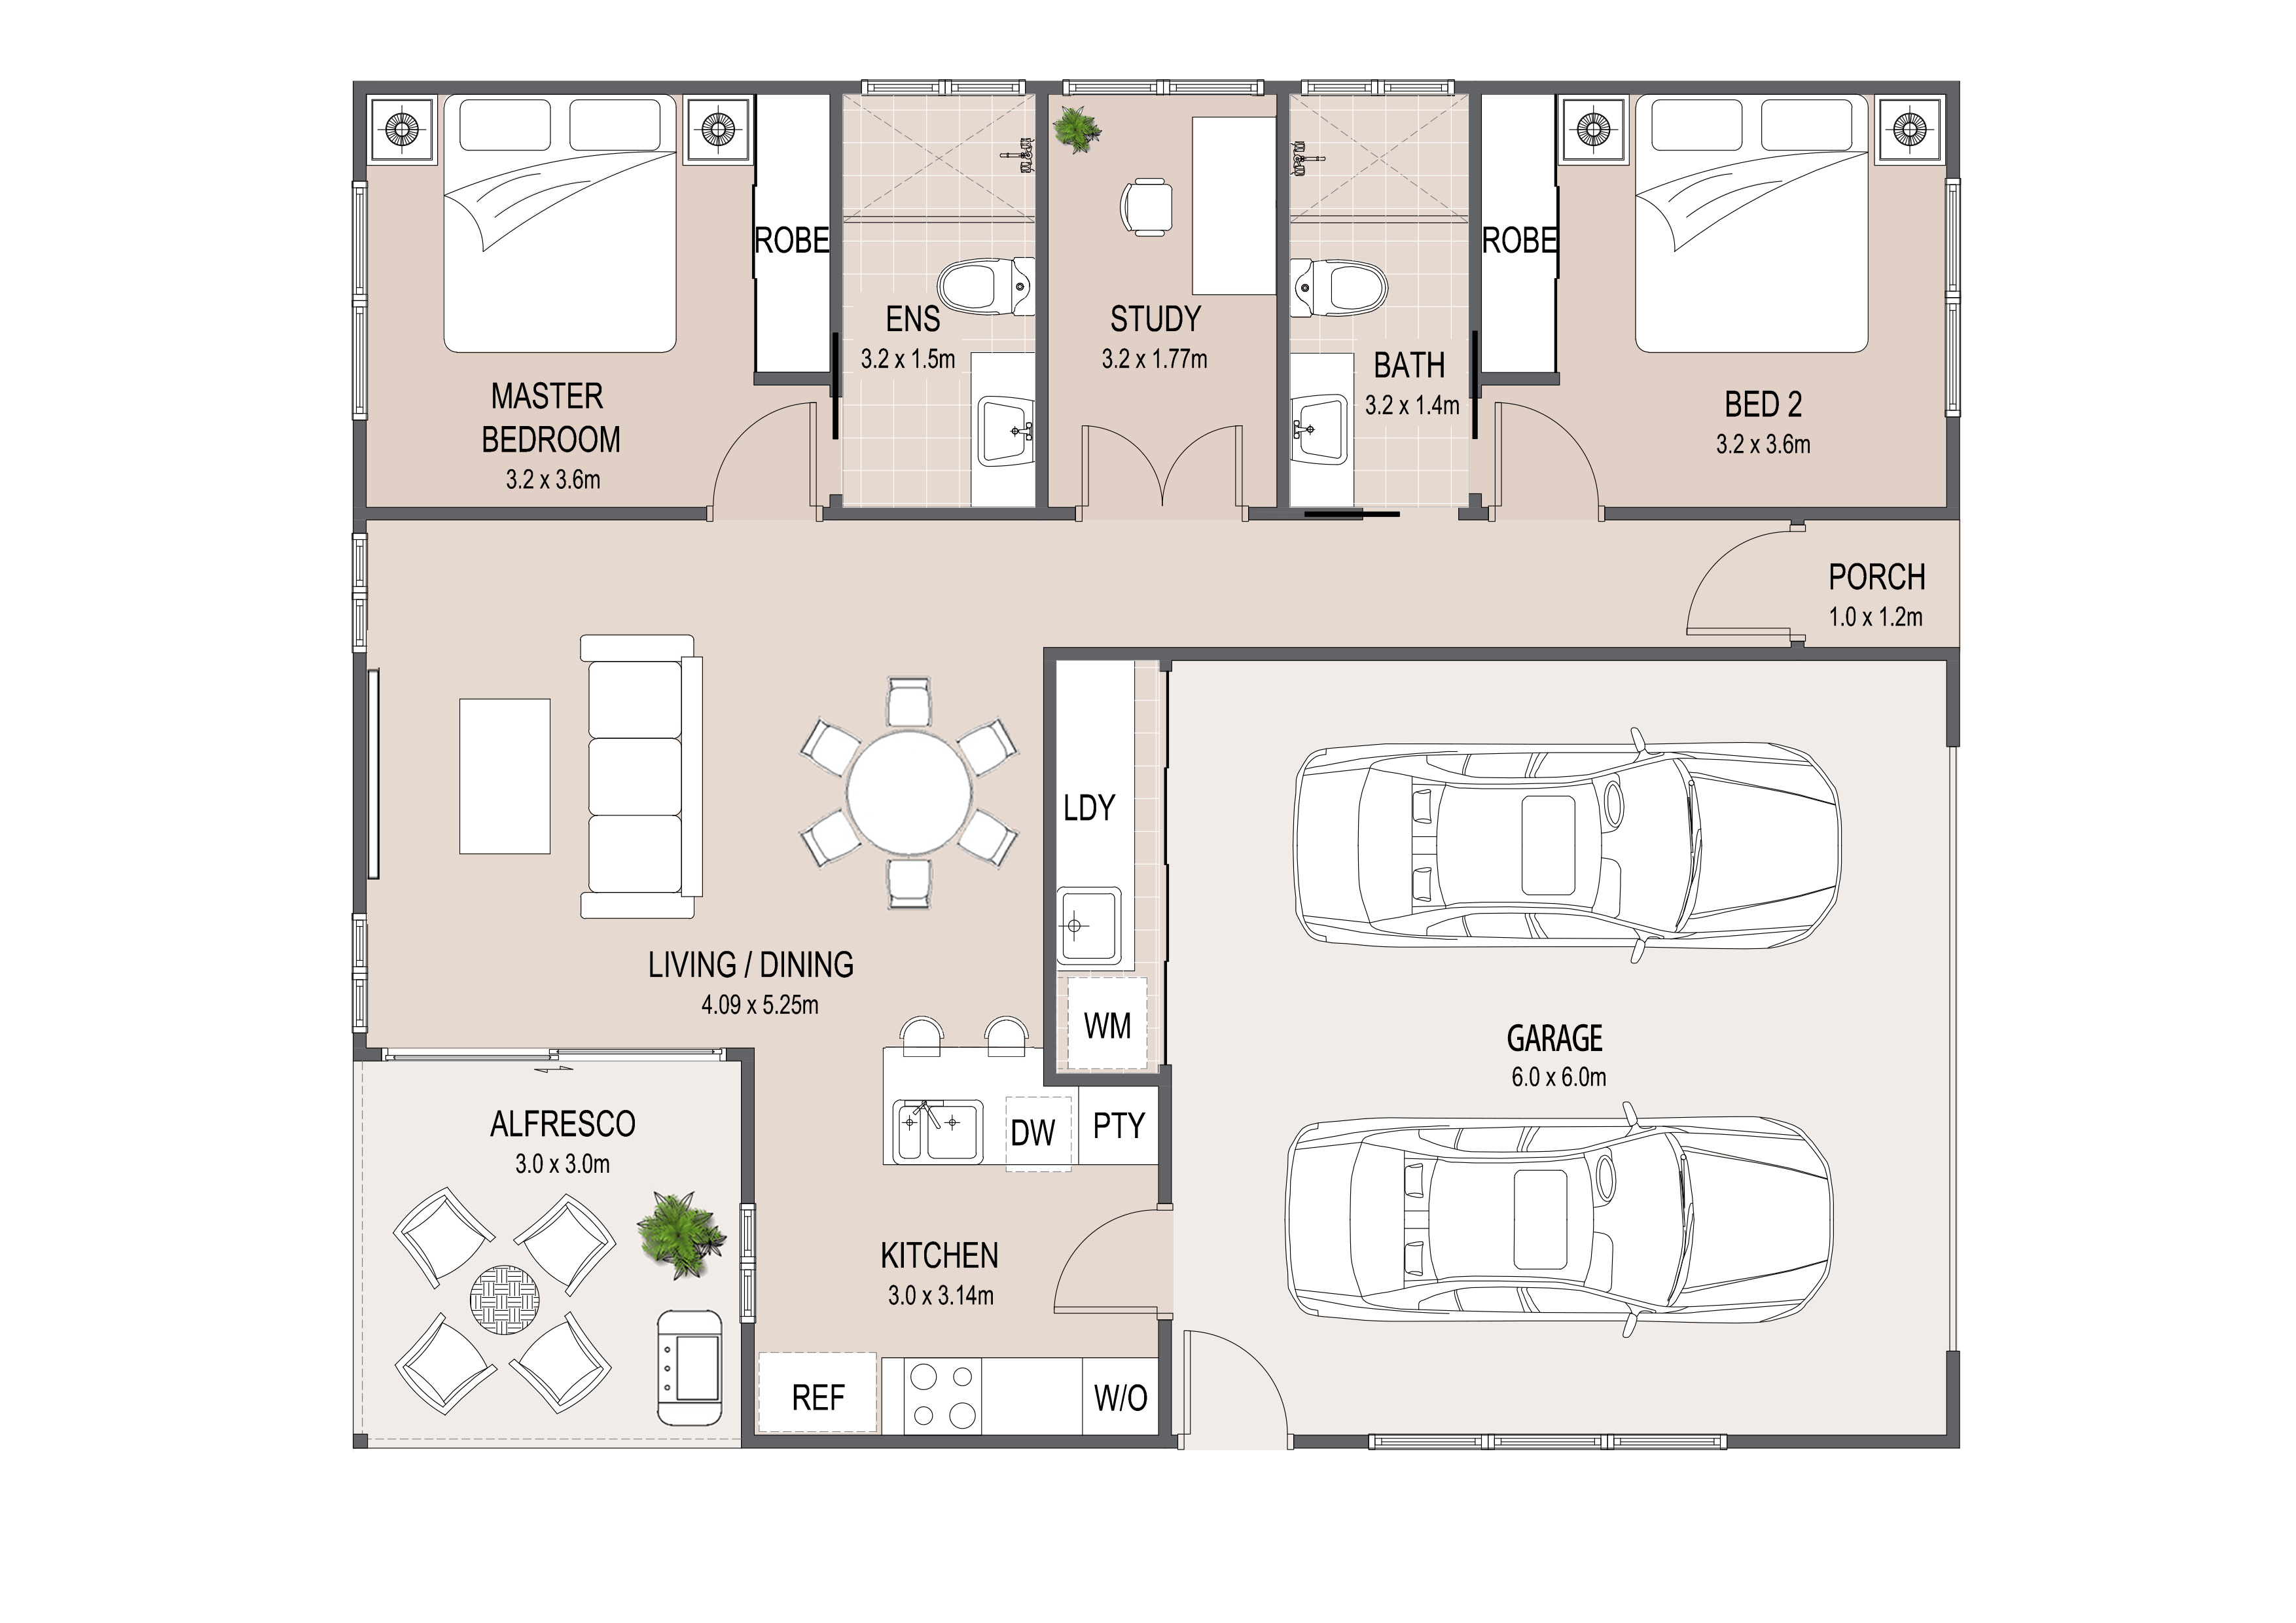 ROBE
ROBE
ENS
3.2 x 1.5m
STUDY
3.2 x 1.77m
BATH
3.2 x 1.4m
MASTER
BEDROOM
3.2 x 3.6m
BED 2
3.2 x 3.6m
PORCH
1.0 x 1.2m
LDY
LIVING / DINING
4.09 x 5.25m
WM
GARAGE
6.0 x 6.0m
ALFRESCO
3.0 x 3.0m
DW
PTY
KITCHEN
3.0 x 3.14m
REF
W/O